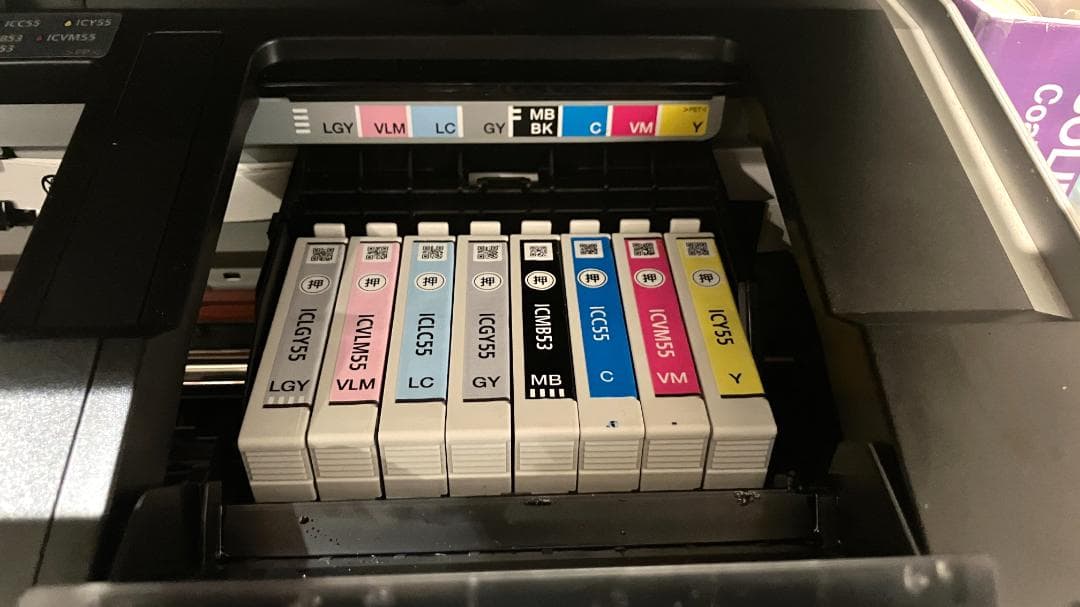 ICC55 ICY55
ICVM55
53
LGY VLM LC GY MB BK C VM Y
>PET<
押 押 押 押 押 押 押 押
ICLGY55 ICVLM55 ICLC55 ICGY55 ICMB53 ICC55 ICVM55 ICY55
LGY VLM LC GY MB C VM Y